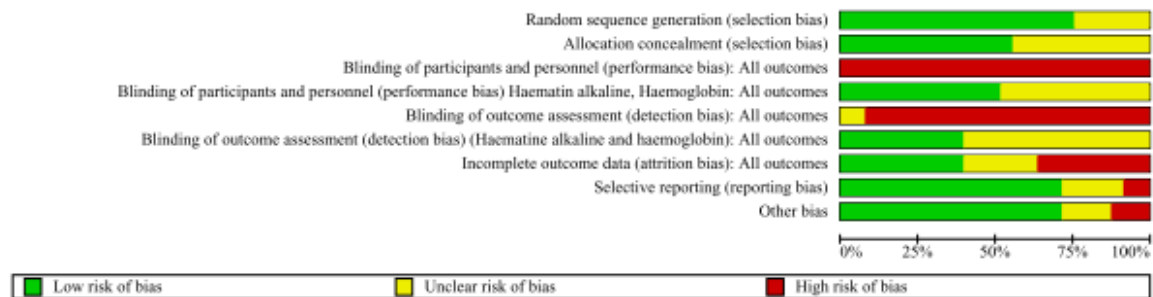 Random sequence generation (selection bias)
Allocation concealment (selection bias)
Blinding of participants and personnel (performance bias): All outcomes
Blinding of participants and personnel (performance bias) Haematin alkaline, Haemoglobin: All outcomes
Blinding of outcome assessment (detection bias): All outcomes
Blinding of outcome assessment (detection bias) (Haematine alkaline and haemoglobin): All outcomes
Incomplete outcome data (attrition bias): All outcomes
Selective reporting (reporting bias)
Other bias
0% 25% 50% 75% 100%
Low risk of bias Unclear risk of bias High risk of bias